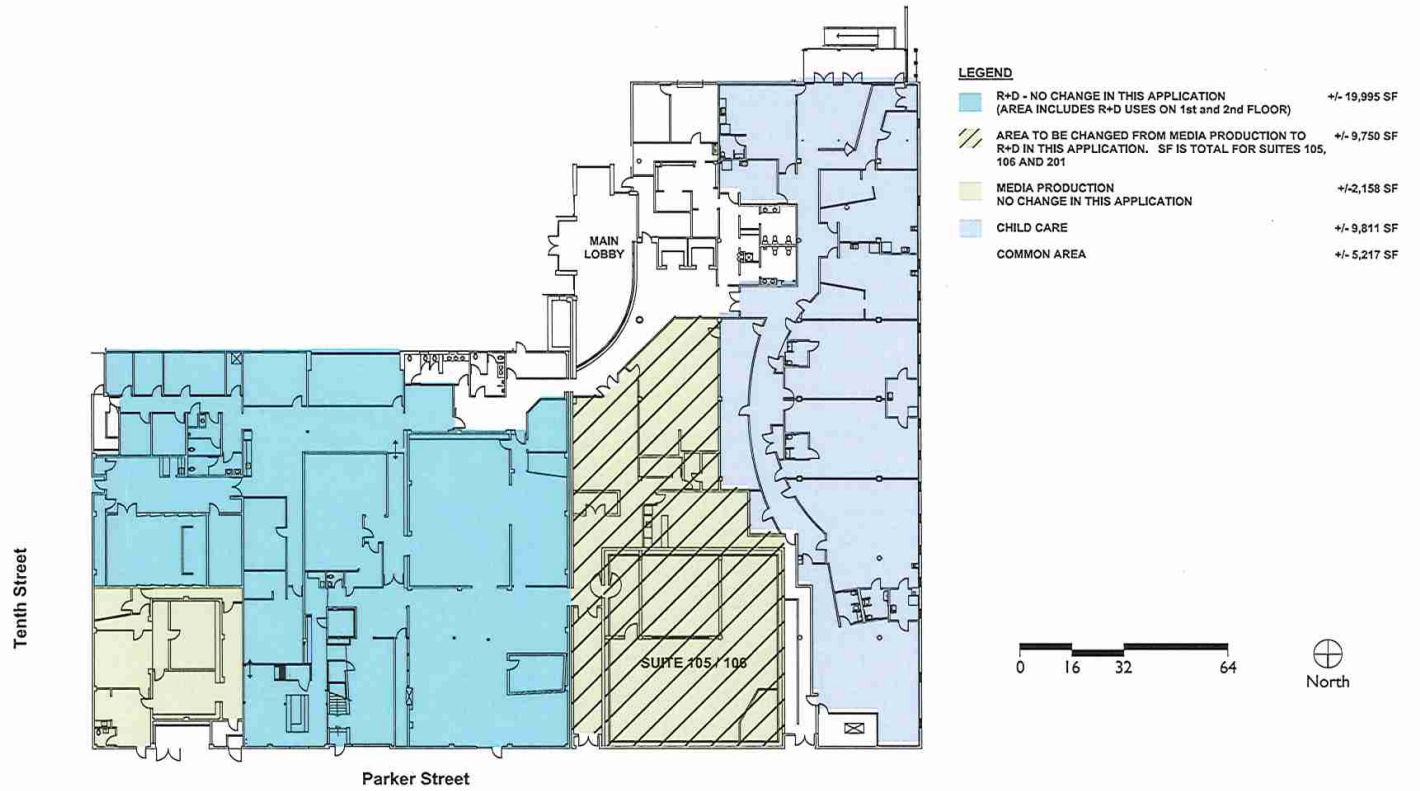 LEGEND
R+D - NO CHANGE IN THIS APPLICATION +/- 19,995 SF
(AREA INCLUDES R+D USES ON 1st and 2nd FLOOR)
AREA TO BE CHANGED FROM MEDIA PRODUCTION TO +/- 9,750 SF
R+D IN THIS APPLICATION. SF IS TOTAL FOR SUITES 105,
106 AND 201
MEDIA PRODUCTION +/-2,158 SF
NO CHANGE IN THIS APPLICATION
CHILD CARE +/- 9,811 SF
COMMON AREA +/- 5,217 SF
MAIN
LOBBY
SUITE 105 / 106
Tenth Street
Parker Street
0 16 32 64
North